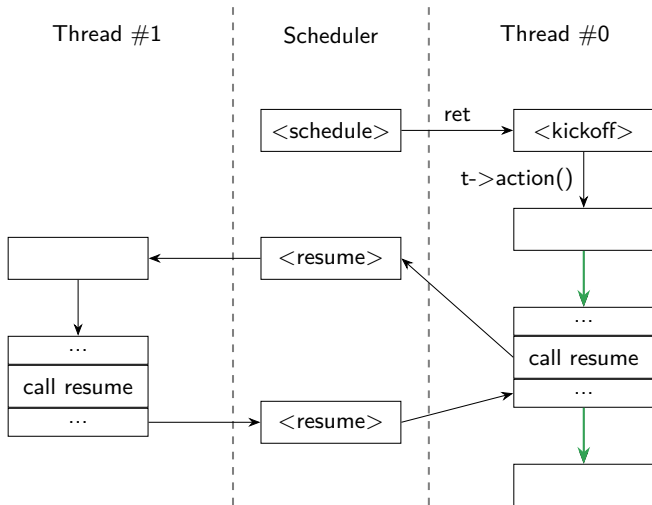 Thread #1
Scheduler
Thread #0
<schedule>
ret
<kickoff>
t->action()
<resume>
...
call resume
...
...
call resume
...
<resume>